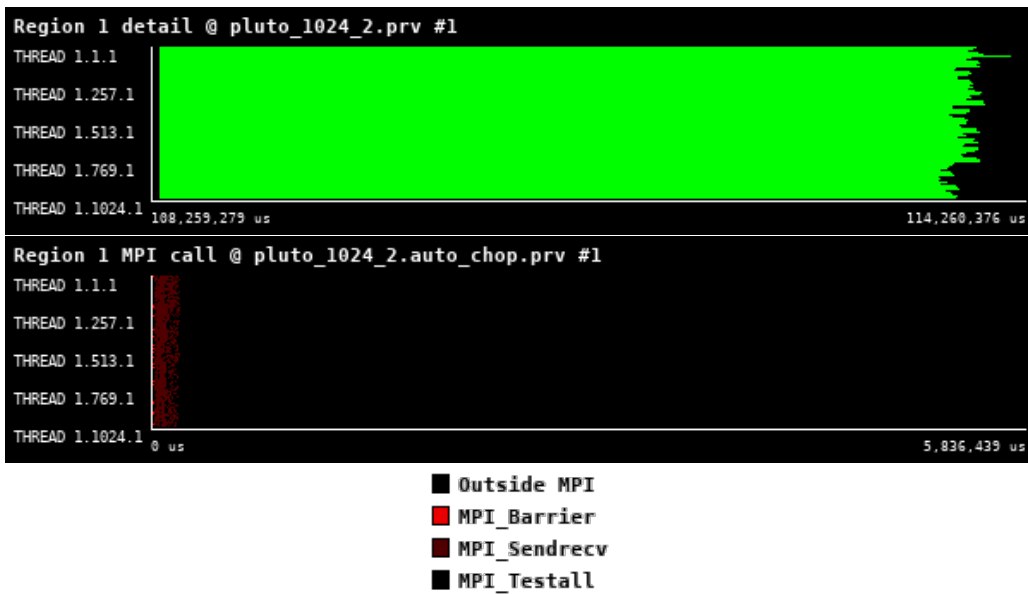 Region 1 detail @ pluto_1024_2.prv #1
THREAD 1.1.1
THREAD 1.257.1
THREAD 1.513.1
THREAD 1.769.1
THREAD 1.1024.1
108,259,279 us
114,260,376 us
Region 1 MPI call @ pluto_1024_2.auto_chop.prv #1
THREAD 1.1.1
THREAD 1.257.1
THREAD 1.513.1
THREAD 1.769.1
THREAD 1.1024.1
0 us
5,836,439 us
Outside MPI
MPI_Barrier
MPI_Sendrecv
MPI_Testall